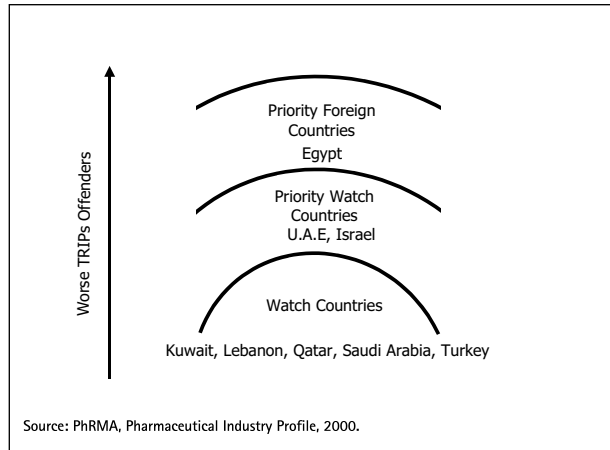 Worse TRIPs Offenders
Priority Foreign
Countries
Egypt
Priority Watch
Countries
U.A.E, Israel
Watch Countries
Kuwait, Lebanon, Qatar, Saudi Arabia, Turkey
Source: PhRMA, Pharmaceutical Industry Profile, 2000.